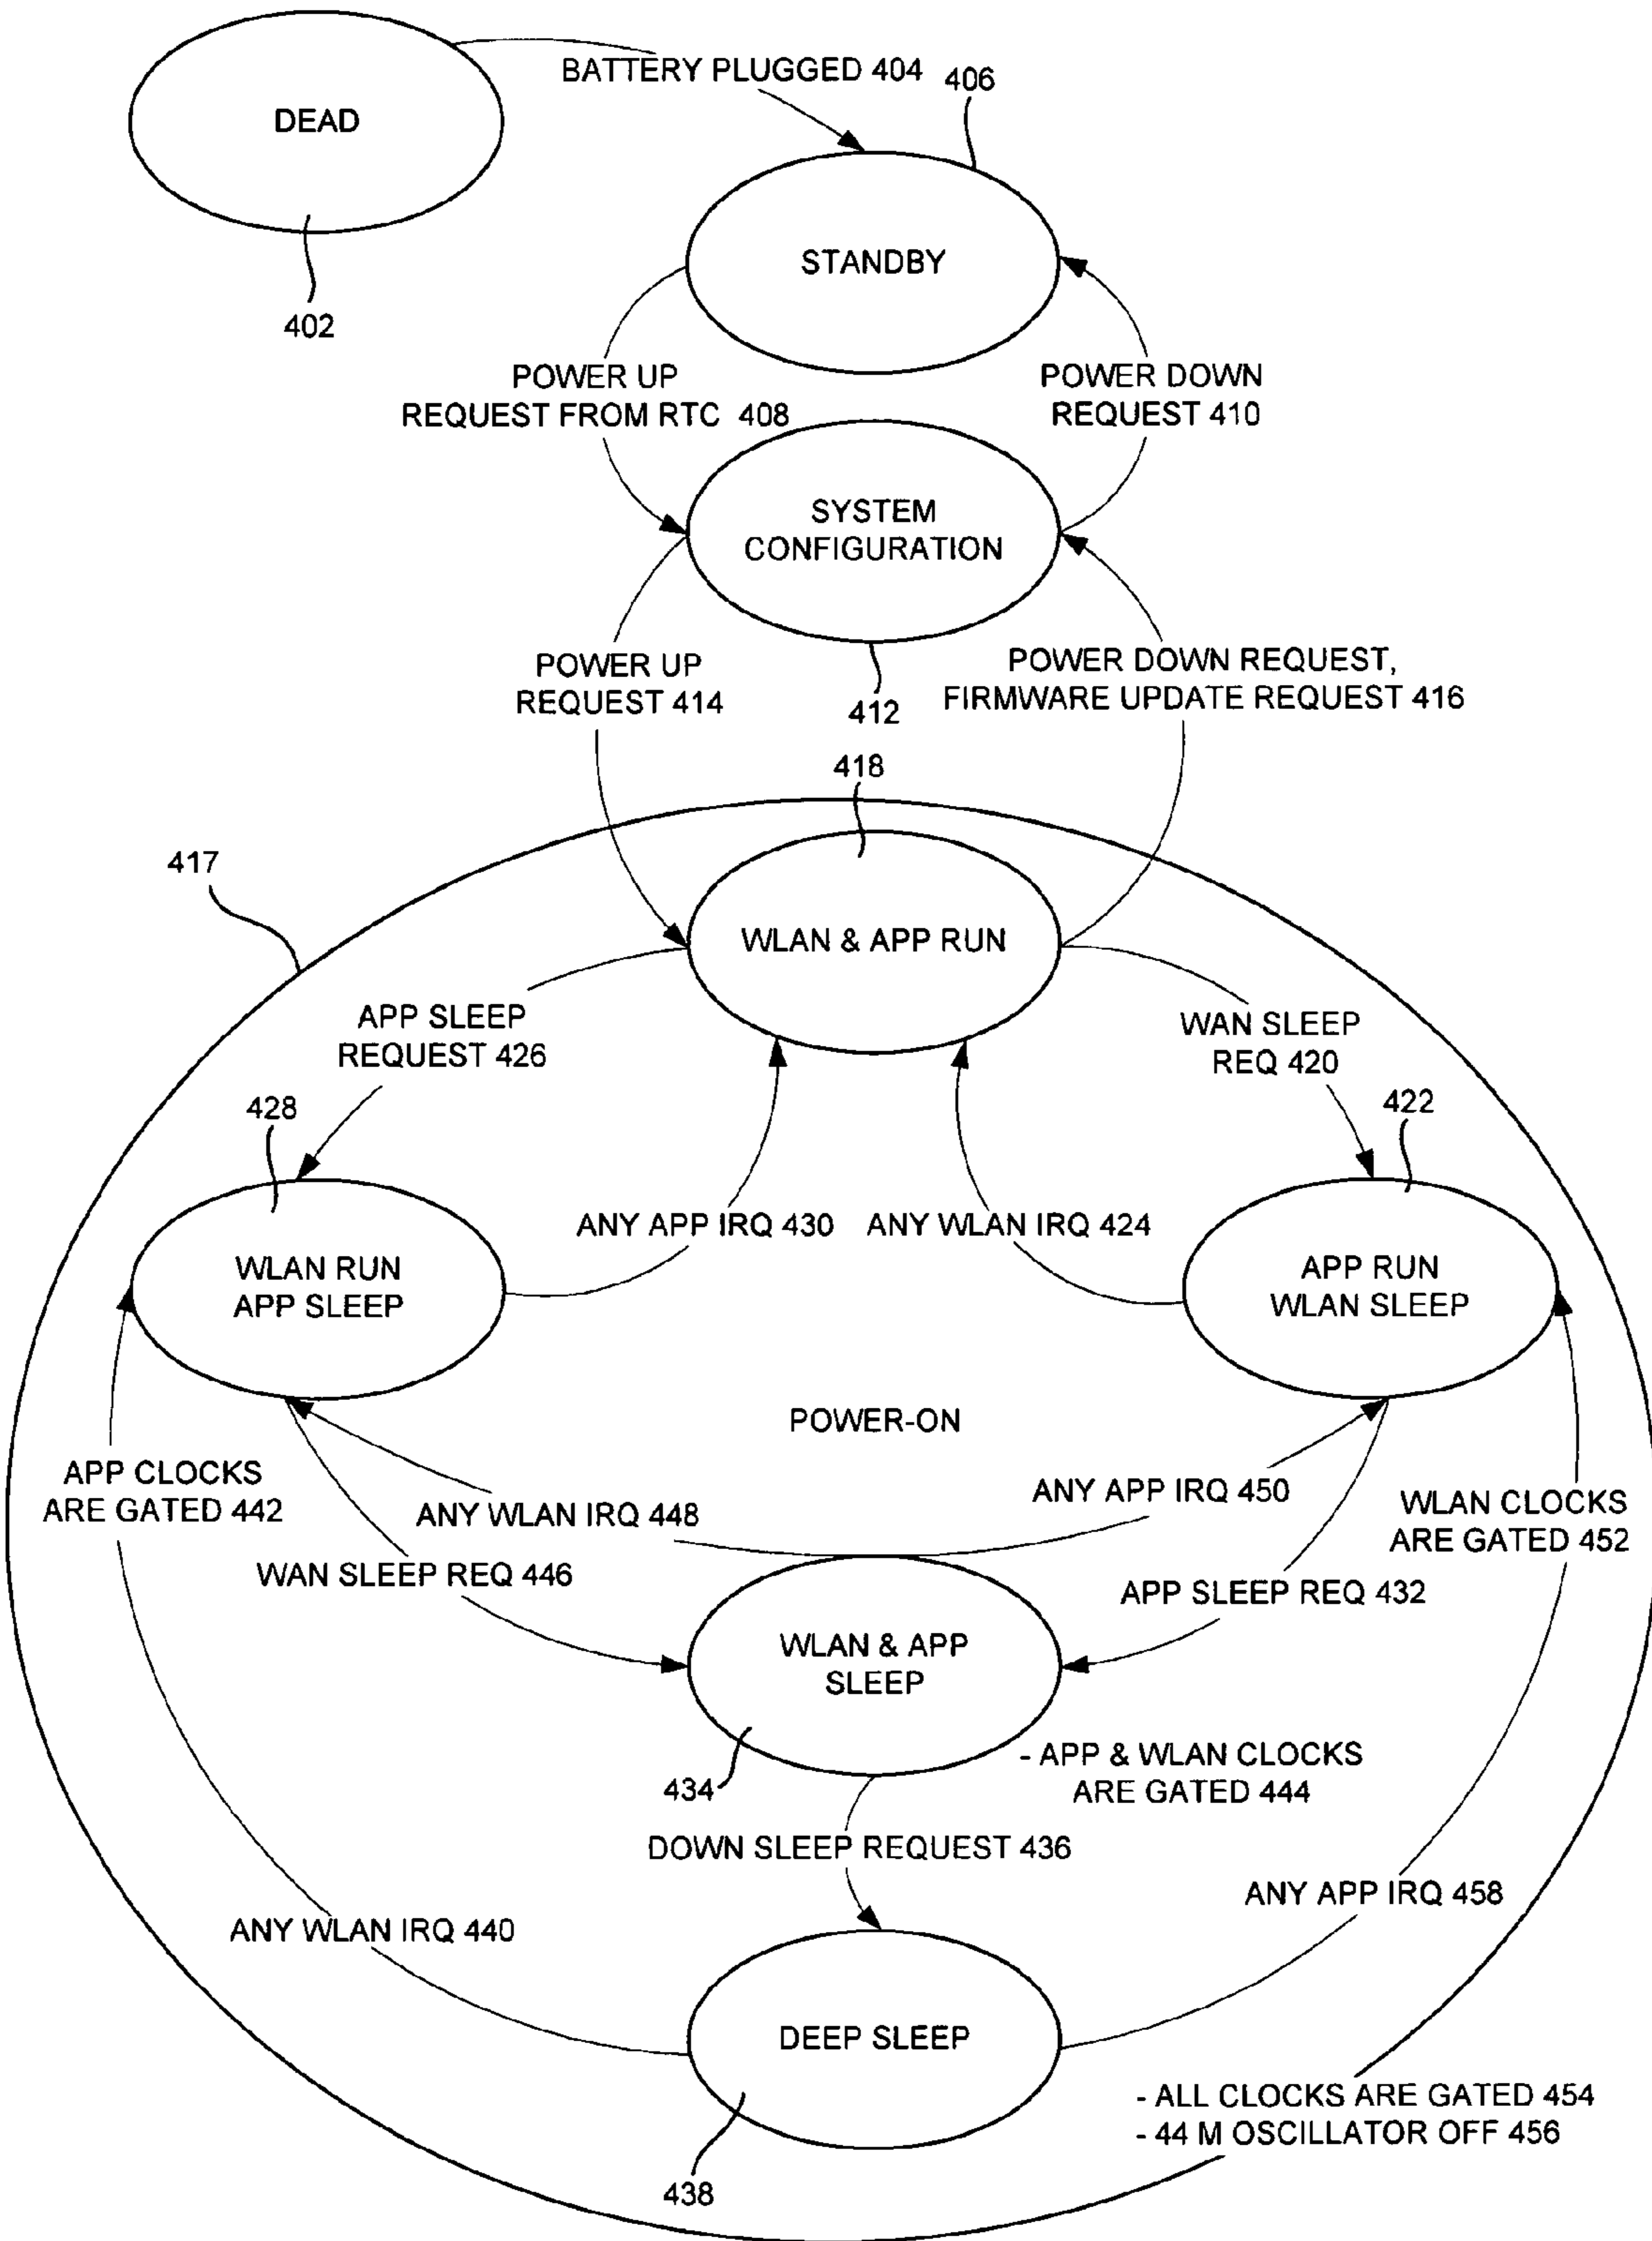 BATTERY PLUGGED 404
406
DEAD
402
STANDBY
POWER UP
REQUEST FROM RTC 408
POWER DOWN
REQUEST 410
SYSTEM
CONFIGURATION
412
POWER UP
REQUEST 414
POWER DOWN REQUEST,
FIRMWARE UPDATE REQUEST 416
418
417
WLAN & APP RUN
APP SLEEP
REQUEST 426
WAN SLEEP
REQ 420
428
422
ANY APP IRQ 430
ANY WLAN IRQ 424
WLAN RUN
APP SLEEP
APP RUN
WLAN SLEEP
POWER-ON
APP CLOCKS
ARE GATED 442
ANY WLAN IRQ 448
ANY APP IRQ 450
WLAN CLOCKS
ARE GATED 452
WAN SLEEP REQ 446
APP SLEEP REQ 432
WLAN & APP
SLEEP
434
- APP & WLAN CLOCKS
ARE GATED 444
DOWN SLEEP REQUEST 436
ANY WLAN IRQ 440
ANY APP IRQ 458
DEEP SLEEP
438
- ALL CLOCKS ARE GATED 454
- 44 M OSCILLATOR OFF 456